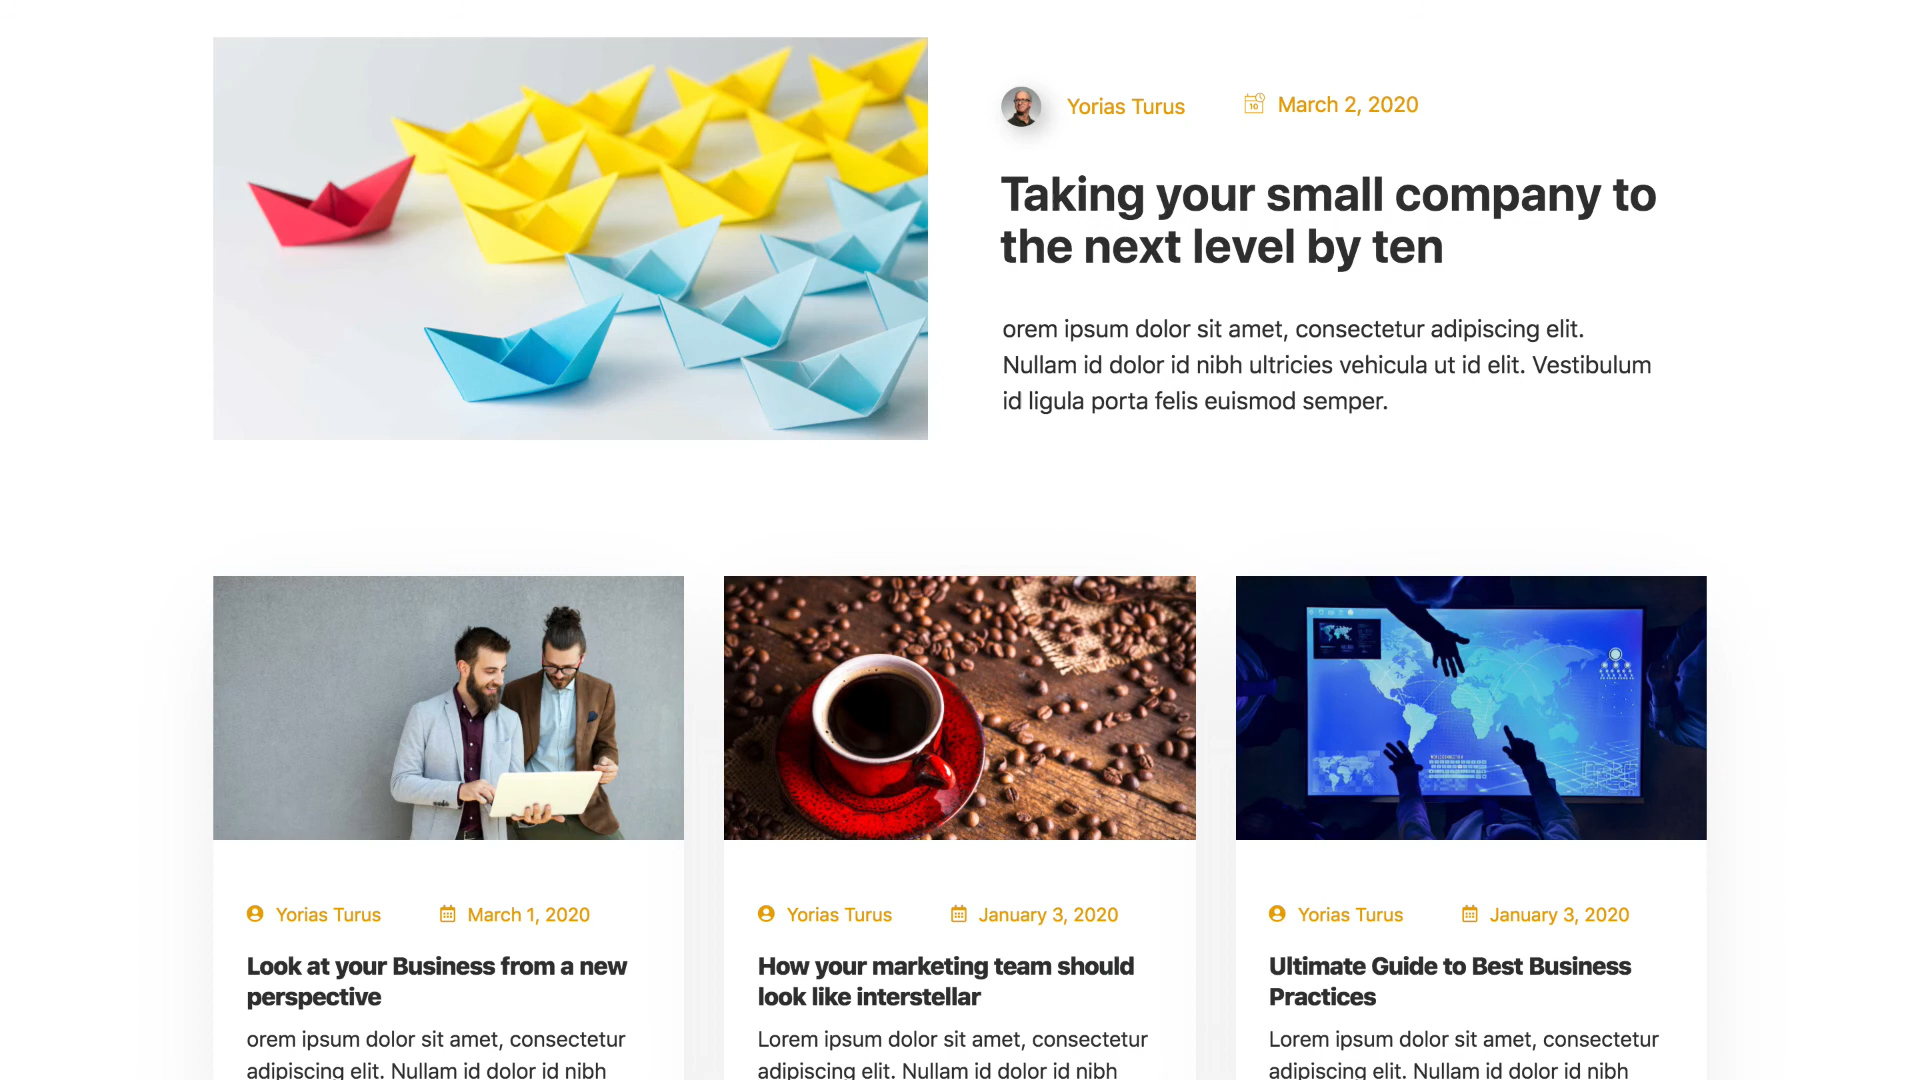 Yorias Turus
10
March 2, 2020
Taking your small company to
the next level by ten
orem ipsum dolor sit amet, consectetur adipiscing elit.
Nullam id dolor id nibh ultricies vehicula ut id elit. Vestibulum
id ligula porta felis euismod semper.
Yorias Turus
March 1, 2020
Look at your Business from a new
perspective
orem ipsum dolor sit amet, consectetur
adipiscing elit. Nullam id dolor id nibh
Yorias Turus
January 3, 2020
How your marketing team should
look like interstellar
Lorem ipsum dolor sit amet, consectetur
adipiscing elit. Nullam id dolor id nibh
Yorias Turus
January 3, 2020
Ultimate Guide to Best Business
Practices
Lorem ipsum dolor sit amet, consectetur
adipiscing elit. Nullam id dolor id nibh